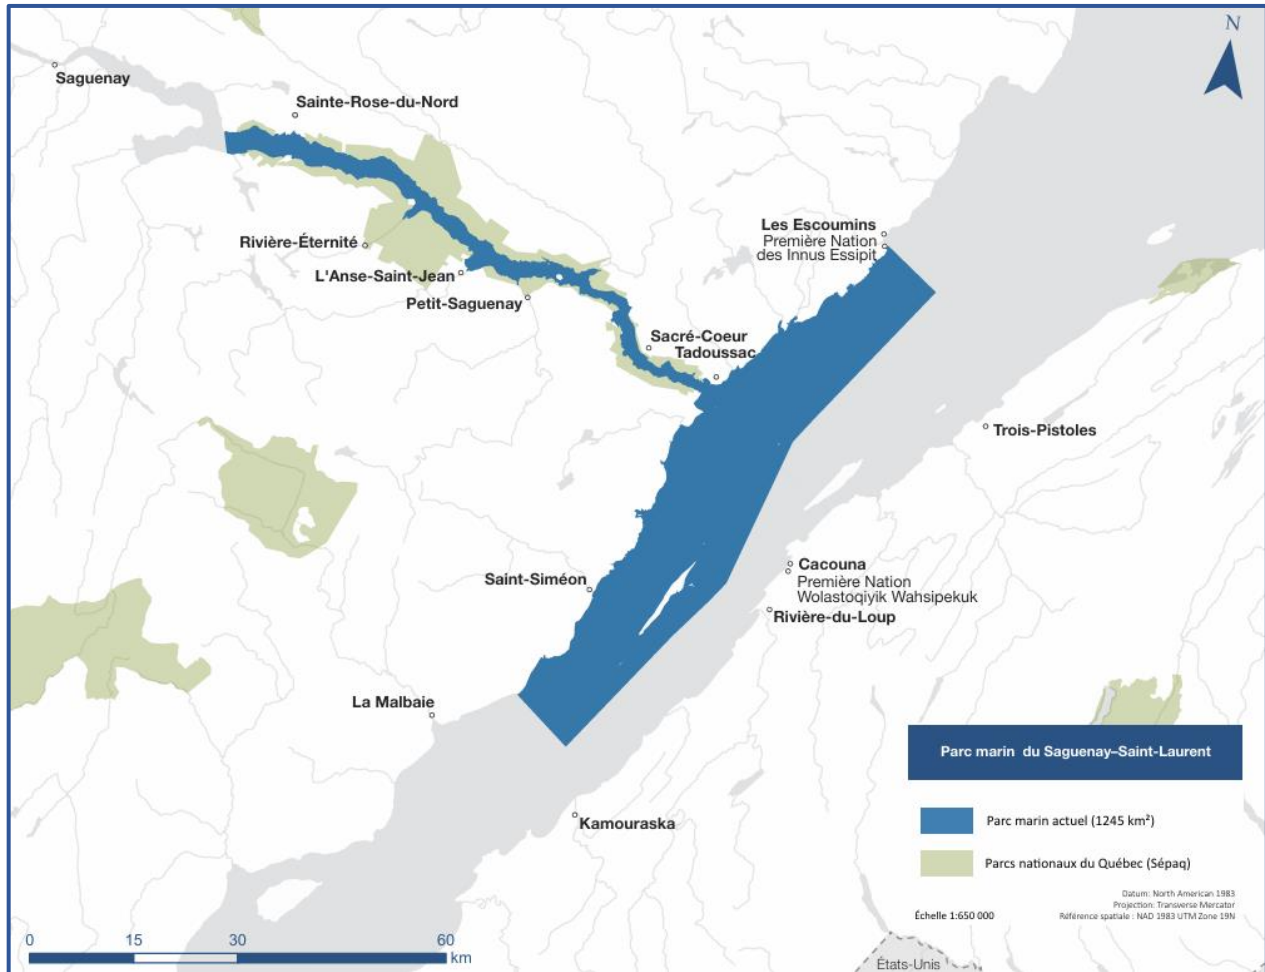 N
Saguenay
Sainte-Rose-du-Nord
Rivière-Éternité
L'Anse-Saint-Jean
Petit-Saguenay
Les Escoumins
Première Nation
des Innus Essipit
Sacré-Coeur
Tadoussac
Trois-Pistoles
Saint-Siméon
Cacouna
Première Nation
Wolastoqiyik Wahsipekuk
Rivière-du-Loup
La Malbaie
Kamouraska
Parc marin du Saguenay–Saint-Laurent
Parc marin actuel (1245 km²)
Parcs nationaux du Québec (Sépaq)
Datum: North American 1983
Projection: Transverse Mercator
Échelle 1:650 000
Référence spatiale : NAD 1983 UTM Zone 19N
0 15 30 60
km
États-Unis